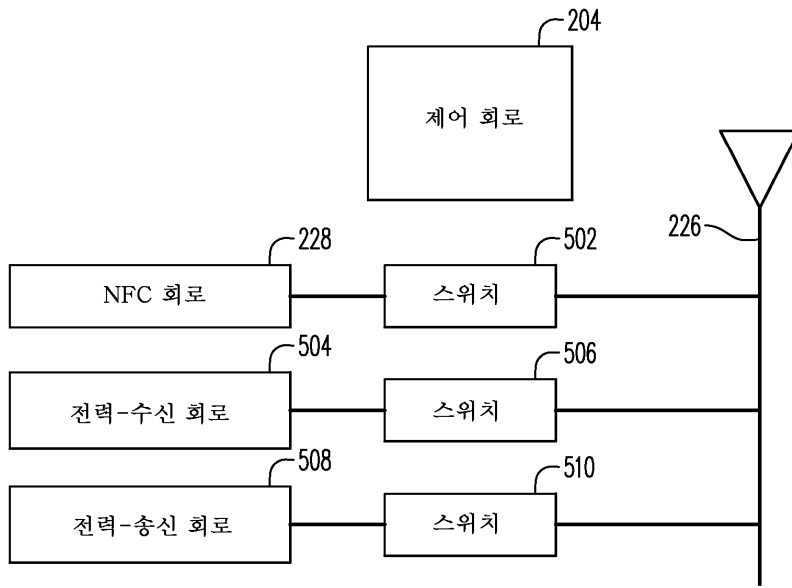 204
제어 회로
226
228
NFC 회로
502
스위치
504
전력-수신 회로
506
스위치
508
전력-송신 회로
510
스위치